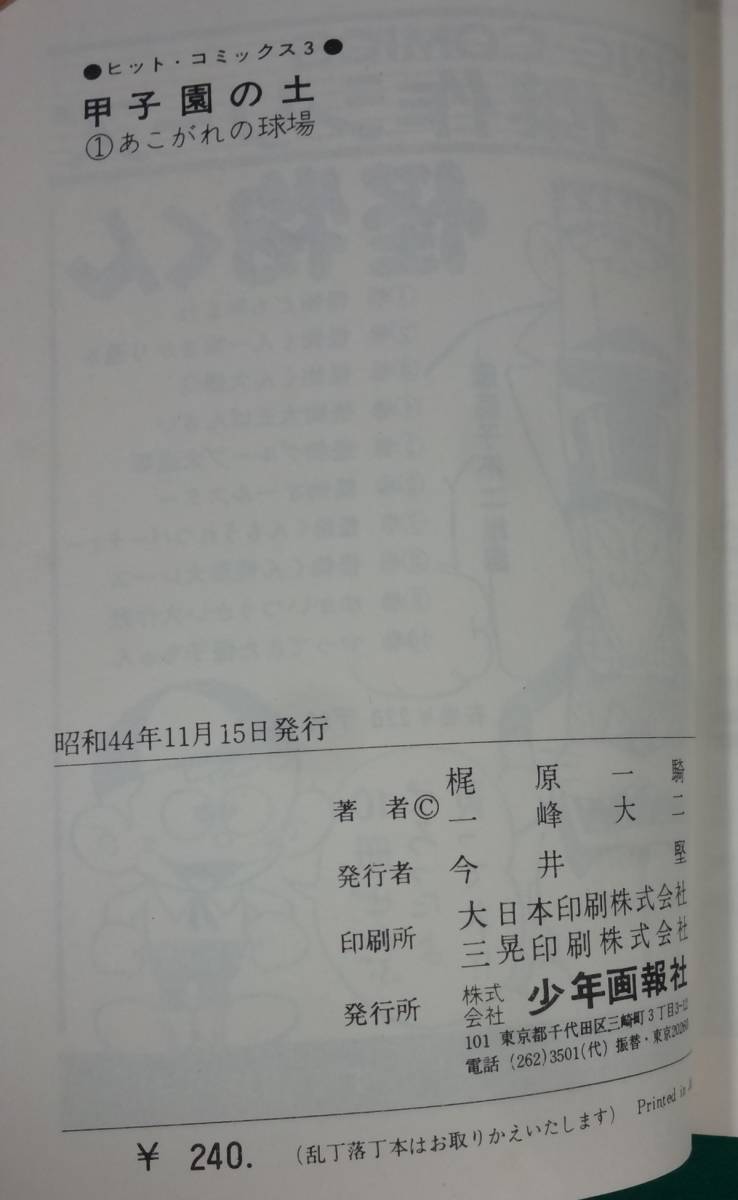 ●ヒット・コミックス3●
甲子園の土
①あこがれの球場
昭和44年11月15日発行
著者© 梶原一騎
一峰大二
発行者 今井堅
印刷所 大日本印刷株式会社
三晃印刷株式会社
発行所 株式会社 少年画報社
101 東京都千代田区三崎町3丁目3-12
電話 (262)3501(代) 振替・東京
¥ 240. (乱丁落丁本はお取りかえいたします) Printed in